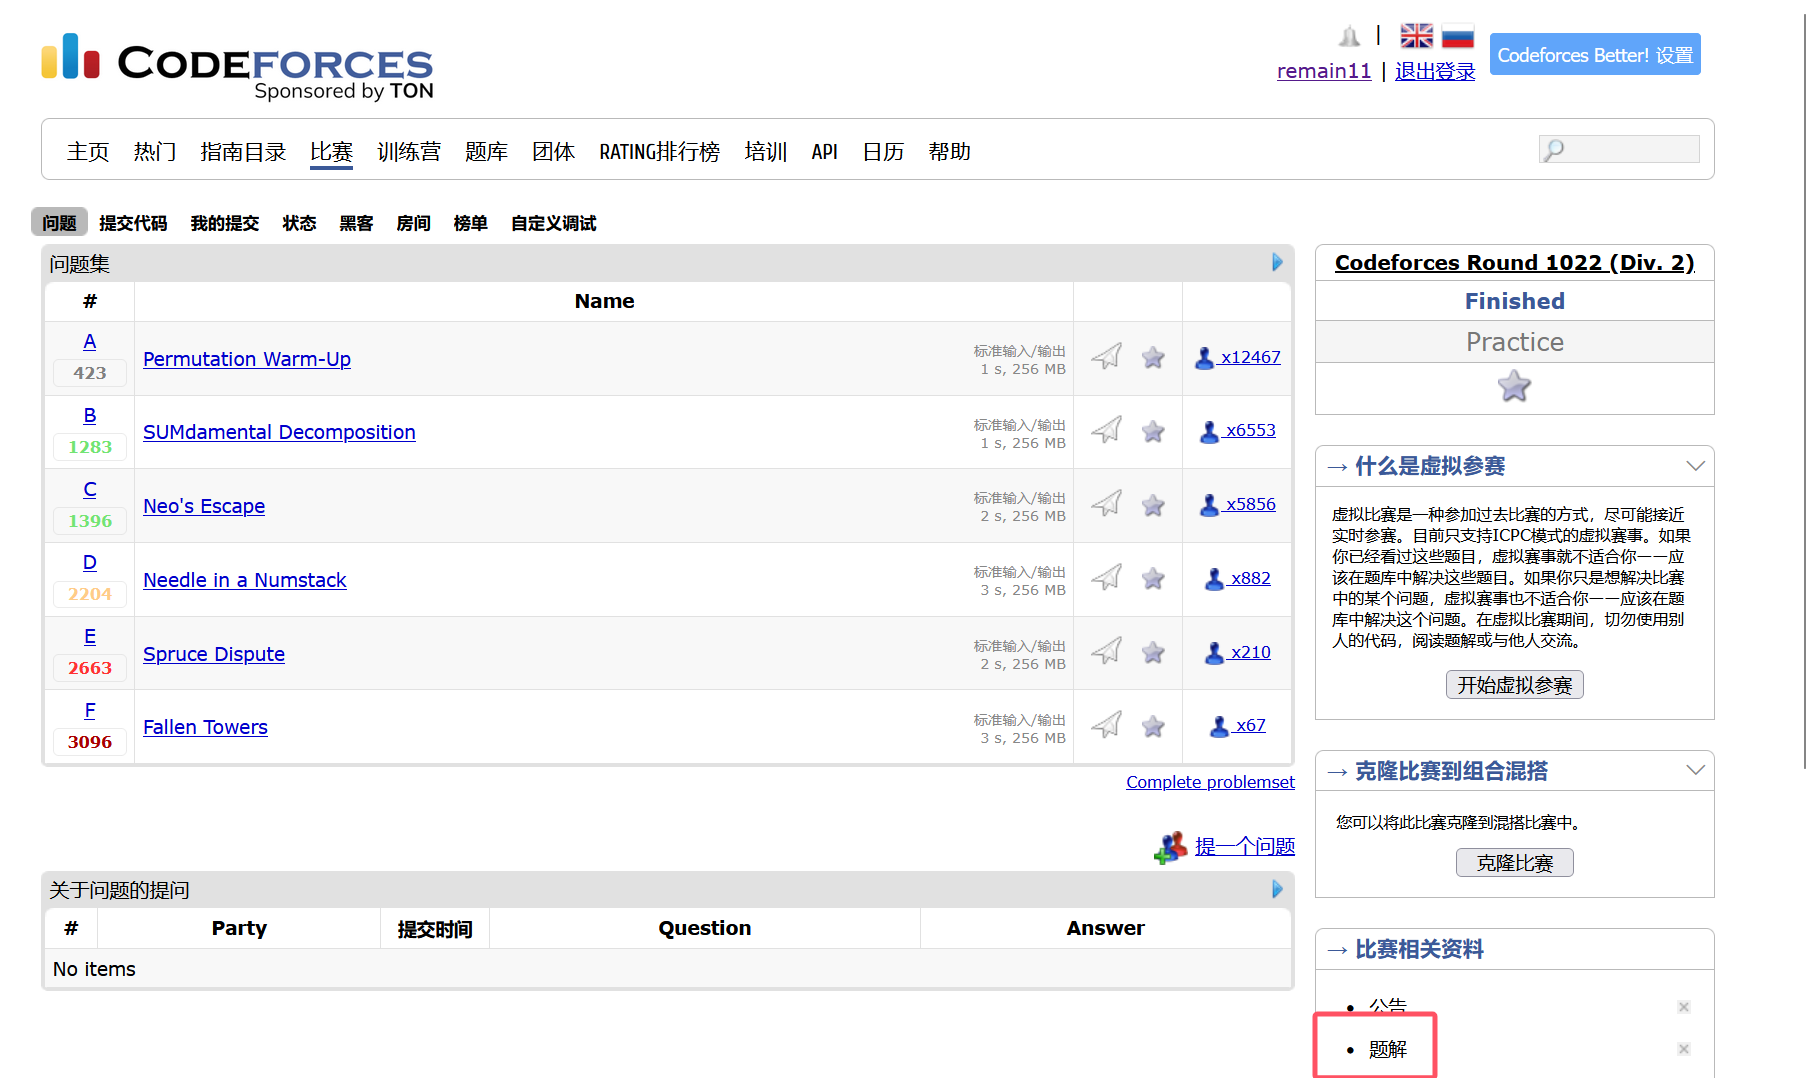 CODEFORCES
Sponsored by TON
|
remain11 | 退出登录
Codeforces Better! 设置
主页 热门 指南目录 比赛 训练营 题库 团体 RATING排行榜 培训 API 日历 帮助
问题 提交代码 我的提交 状态 黑客 房间 榜单 自定义调试
问题集
# Name
A
423
Permutation Warm-Up
标准输入/输出
1 s, 256 MB
x12467
B
1283
SUMdamental Decomposition
标准输入/输出
1 s, 256 MB
x6553
C
1396
Neo's Escape
标准输入/输出
2 s, 256 MB
x5856
D
2204
Needle in a Numstack
标准输入/输出
3 s, 256 MB
x882
E
2663
Spruce Dispute
标准输入/输出
2 s, 256 MB
x210
F
3096
Fallen Towers
标准输入/输出
3 s, 256 MB
x67
Complete problemset
提一个问题
关于问题的提问
# Party 提交时间 Question Answer
No items
Codeforces Round 1022 (Div. 2)
Finished
Practice
→ 什么是虚拟参赛
虚拟比赛是一种参加过去比赛的方式，尽可能接近
实时参赛。目前只支持ICPC模式的虚拟赛事。如果
你已经看过这些题目，虚拟赛事就不适合你——应
该在题库中解决这些题目。如果你只是想解决比赛
中的某个问题，虚拟赛事也不适合你——应该在题
库中解决这个问题。在虚拟比赛期间，切勿使用别
人的代码，阅读题解或与他人交流。
开始虚拟参赛
→ 克隆比赛到组合混搭
您可以将此比赛克隆到混搭比赛中。
克隆比赛
→ 比赛相关资料
• 公告
• 题解